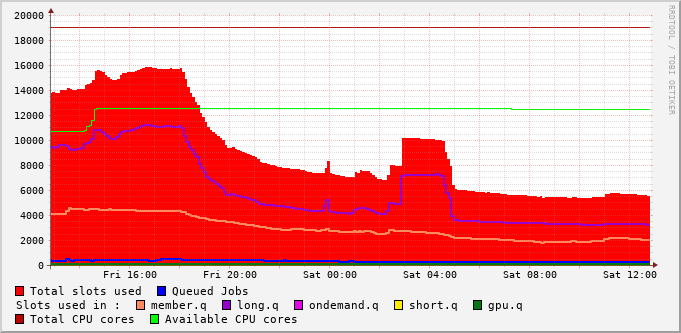 20000
18000
16000
14000
12000
10000
8000
6000
4000
2000
0
Fri 16:00 Fri 20:00 Sat 00:00 Sat 04:00 Sat 08:00 Sat 12:00
RRDTOOL / TOBI OETIKER
Total slots used Queued Jobs
Slots used in : member.q long.q ondemand.q short.q gpu.q
Total CPU cores Available CPU cores